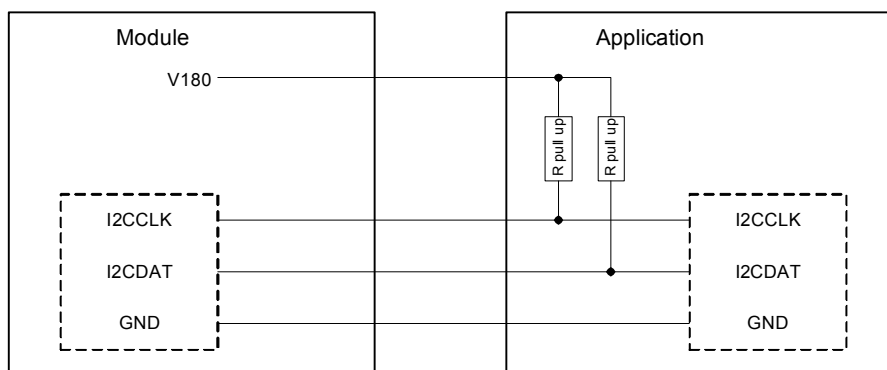 Module
Application
V180
R pull up
R pull up
I2CCLK
I2CCLK
I2CDAT
I2CDAT
GND
GND